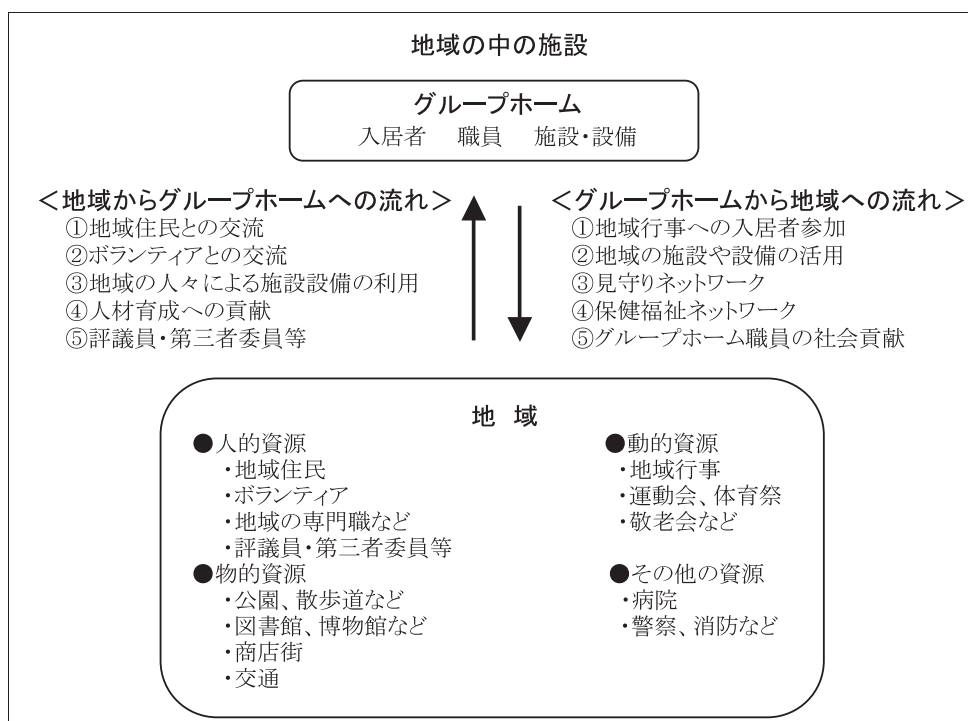 地域の中の施設
グループホーム
入居者　職員　施設・設備
＜地域からグループホームへの流れ＞
①地域住民との交流
②ボランティアとの交流
③地域の人々による施設設備の利用
④人材育成への貢献
⑤評議員・第三者委員等
＜グループホームから地域への流れ＞
①地域行事への入居者参加
②地域の施設や設備の活用
③見守りネットワーク
④保健福祉ネットワーク
⑤グループホーム職員の社会貢献
地　域
●人的資源
・地域住民
・ボランティア
・地域の専門職など
・評議員・第三者委員等
●物的資源
・公園、散歩道など
・図書館、博物館など
・商店街
・交通
●動的資源
・地域行事
・運動会、体育祭
・敬老会など
●その他の資源
・病院
・警察、消防など